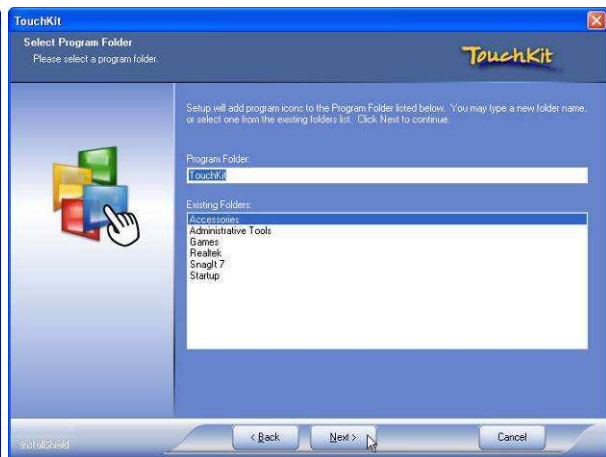 TouchKit
Select Program Folder
Please select a program folder.
TouchKit
Setup will add program icons to the Program Folder listed below. You may type a new folder name,
or select one from the existing folders list. Click Next to continue.
Program Folder:
TouchKit
Existing Folders:
Accessories
Administrative Tools
Games
Realtek
SnagIt 7
Startup
InstallShield
< Back
Next >
Cancel